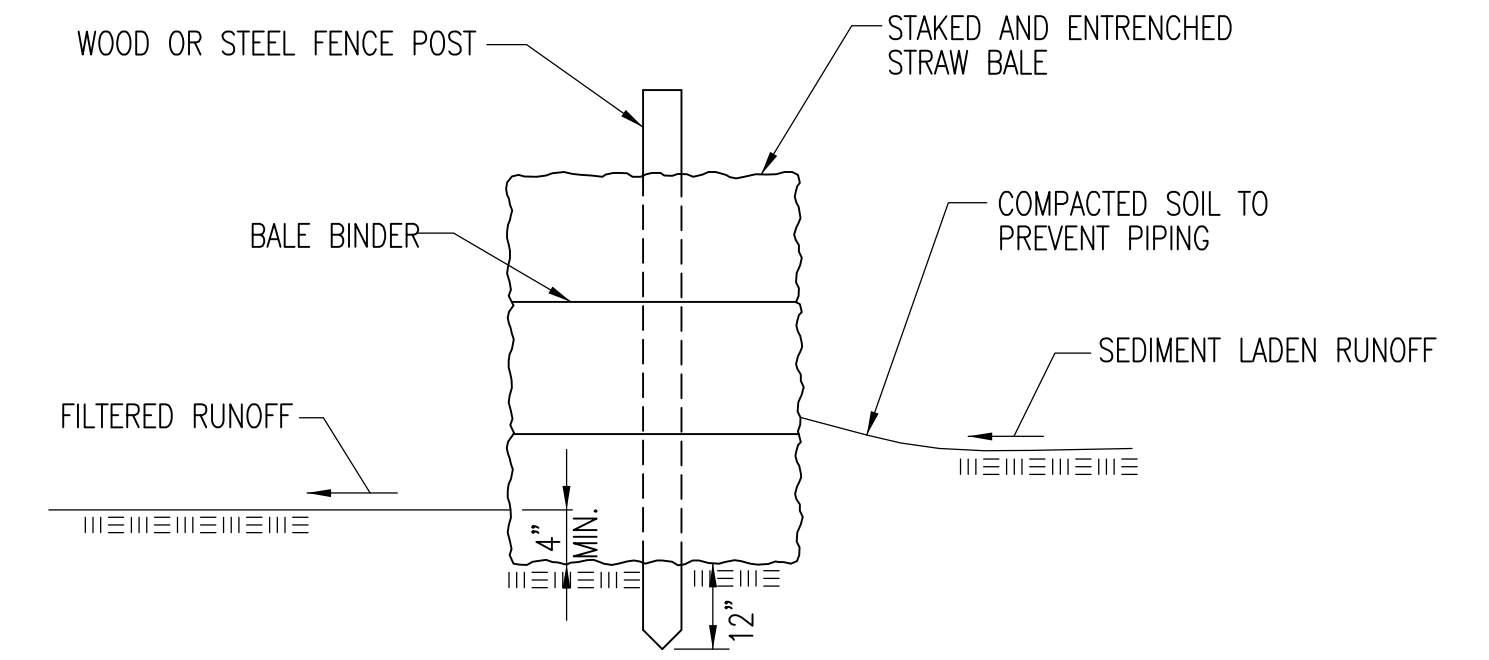 WOOD OR STEEL FENCE POST
STAKED AND ENTRENCHED
STRAW BALE
BALE BINDER
COMPACTED SOIL TO
PREVENT PIPING
SEDIMENT LADEN RUNOFF
FILTERED RUNOFF
4"
MIN.
12"